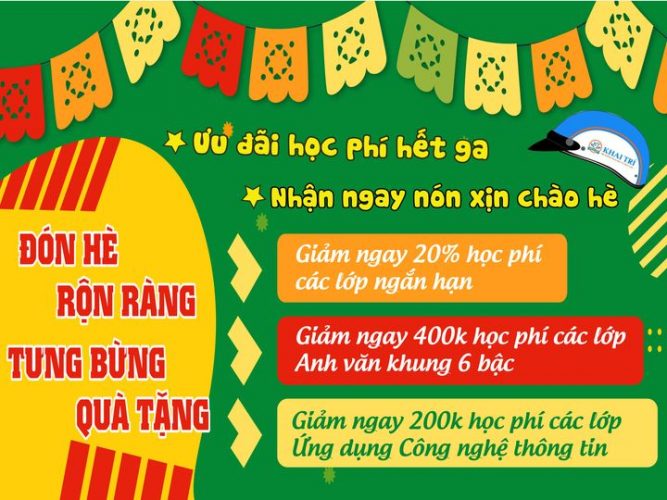 Ưu đãi học phí hết ga
KHAI TRÍ
Nhận ngay nón xịn chào hè
ĐÓN HÈ
RỘN RÀNG
TƯNG BỪNG
QUÀ TẶNG
Giảm ngay 20% học phí
các lớp ngắn hạn
Giảm ngay 400k học phí các lớp
Anh văn khung 6 bậc
Giảm ngay 200k học phí các lớp
Ứng dụng Công nghệ thông tin